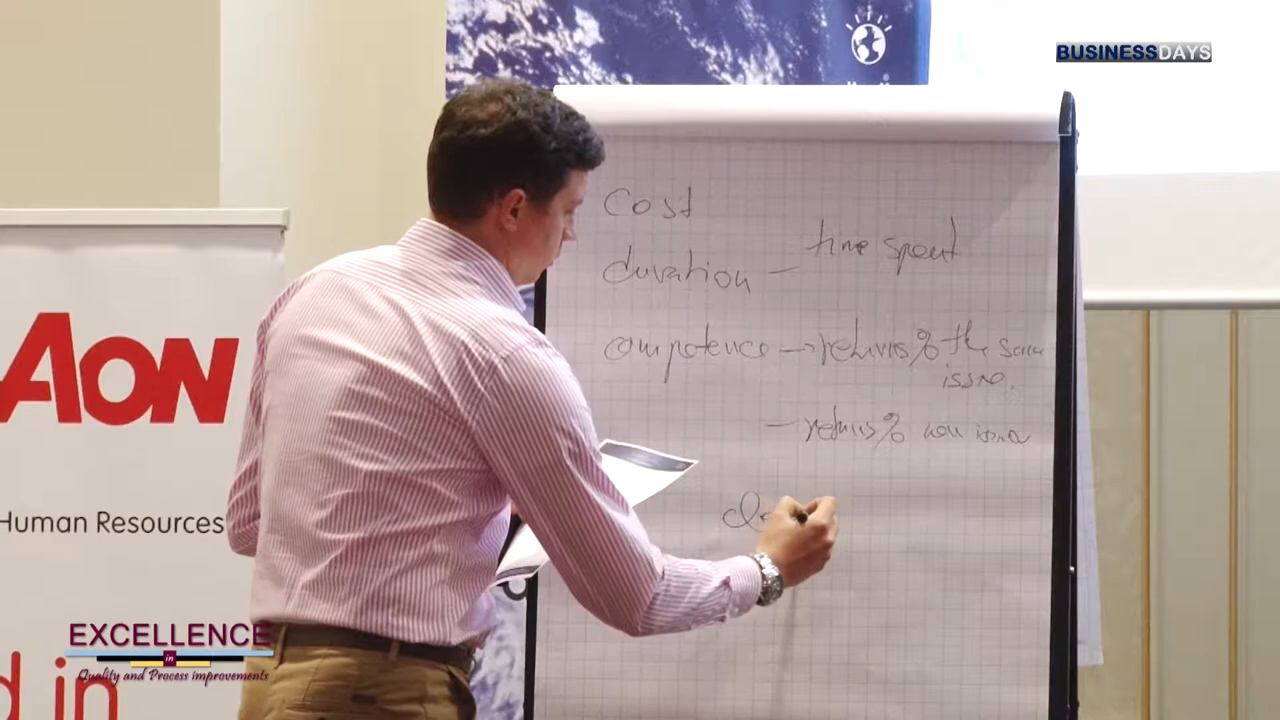 BUSINESSDAYS
Cost
duration – time spent
competence → returns % the same
issue.
– returns % new issue
AON
Human Resources
d in
EXCELLENCE
in
Quality and Process improvements